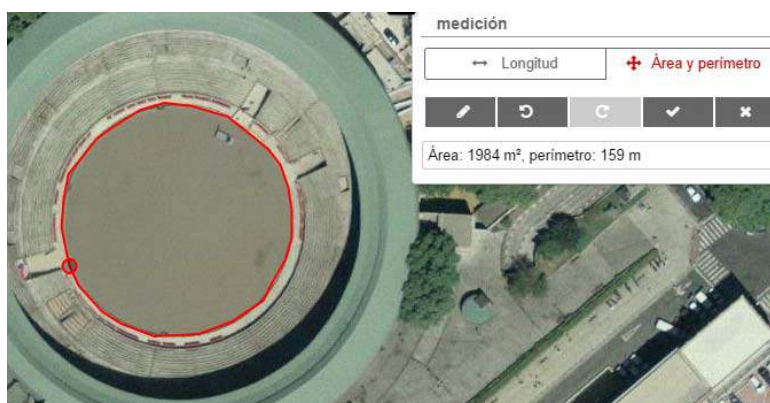 medición
Longitud
Área y perímetro
Área: 1984 m², perímetro: 159 m